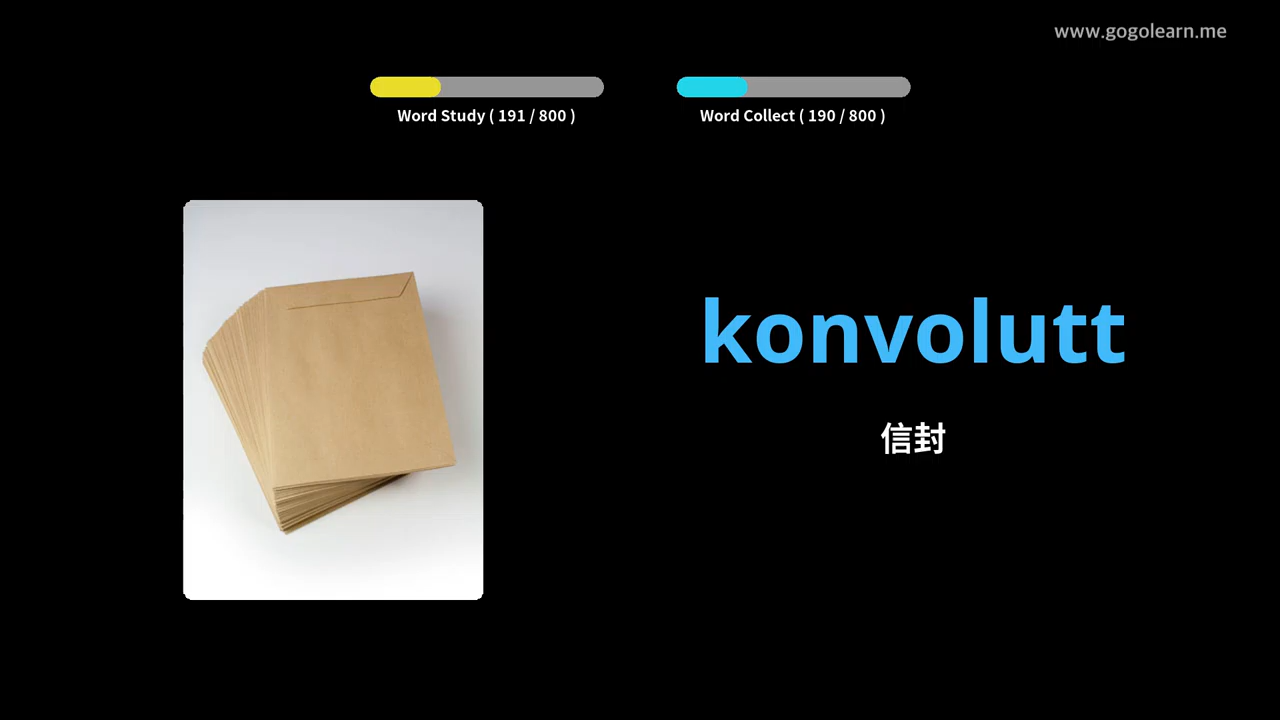 www.gogolearn.me
Word Study ( 191 / 800 )
Word Collect ( 190 / 800 )
konvolutt
信封